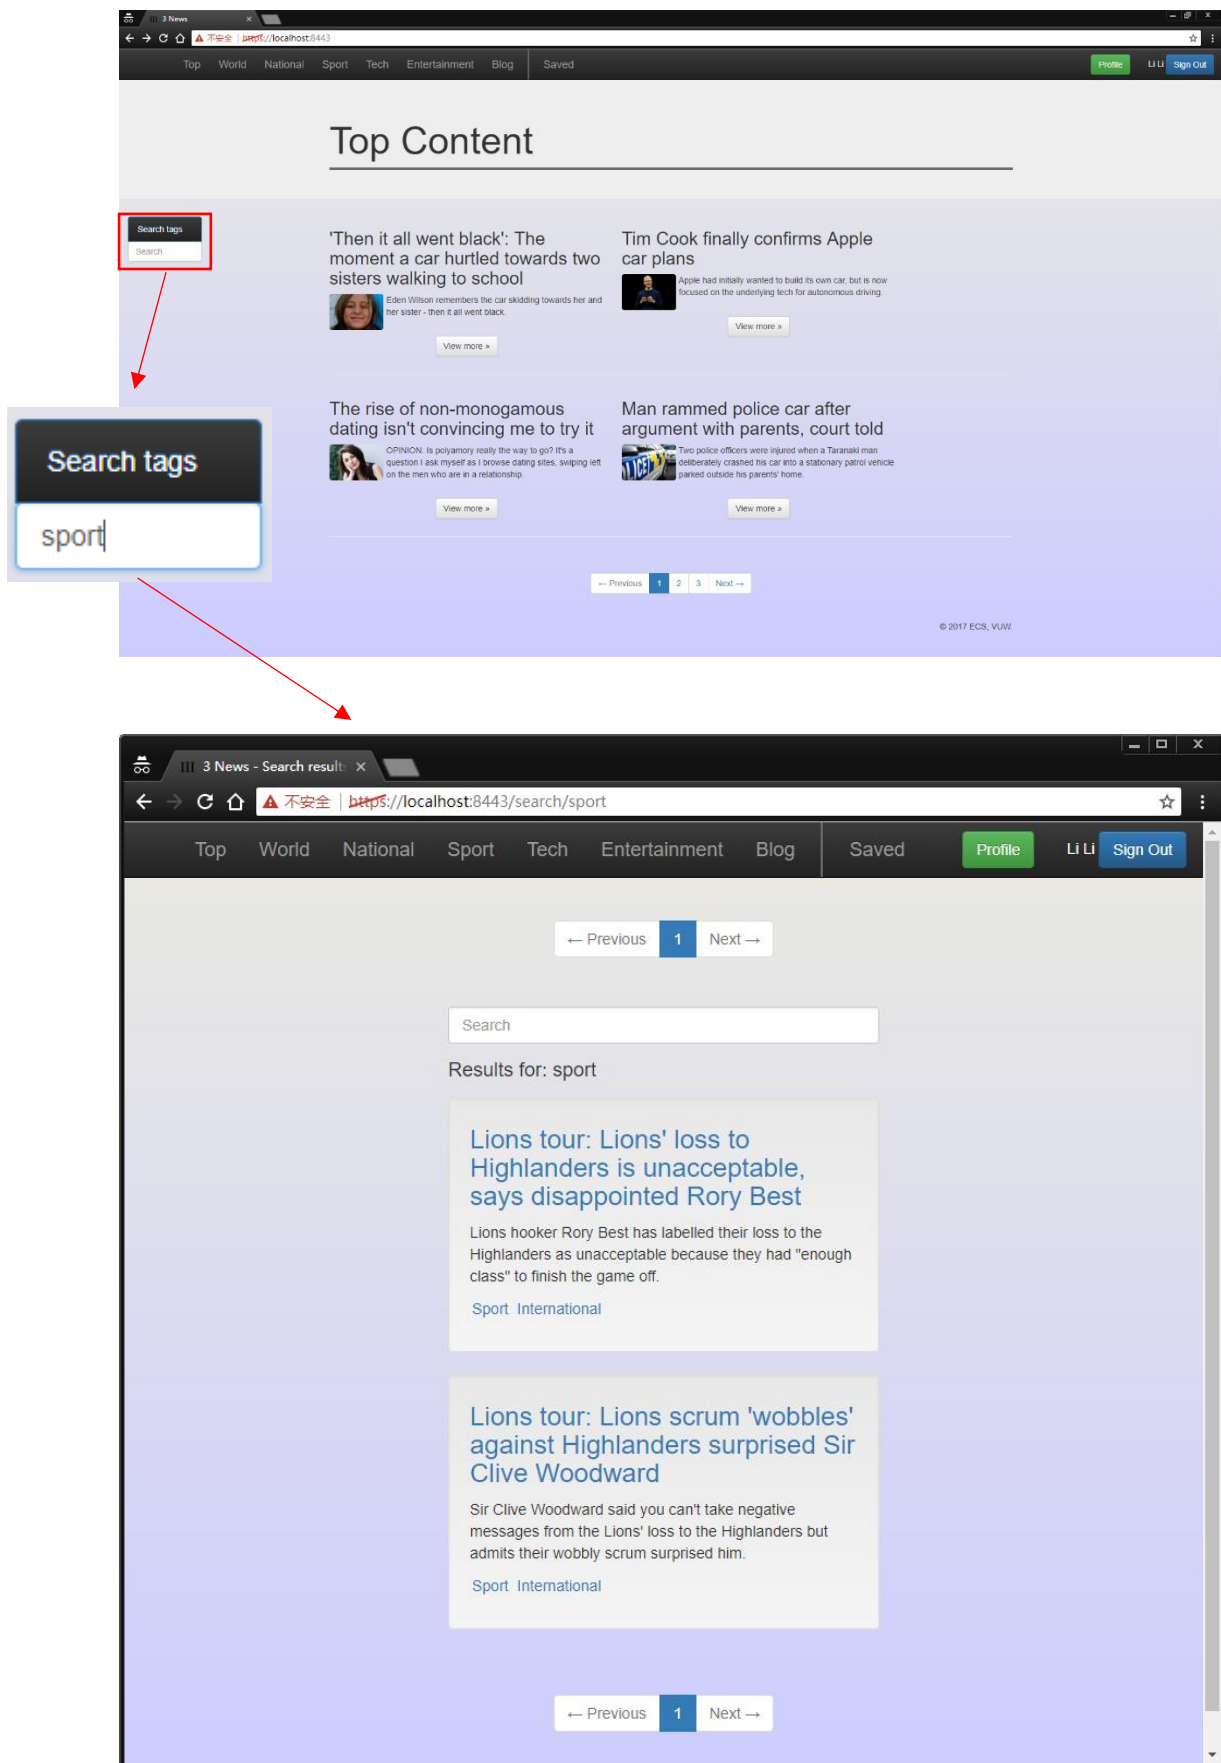 3 News
不安全 | https://localhost:8443
Top World National Sport Tech Entertainment Blog Saved Profile Li Li Sign Out
Top Content
Search tags
Search
'Then it all went black': The
moment a car hurtled towards two
sisters walking to school
Eden Wilson remembers the car skidding towards her and
her sister - then it all went black.
View more »
Tim Cook finally confirms Apple
car plans
Apple had initially wanted to build its own car, but is now
focused on the underlying tech for autonomous driving.
View more »
The rise of non-monogamous
dating isn't convincing me to try it
OPINION: Is polyamory really the way to go? It's a
question I ask myself as I browse dating sites, swiping left
on the men who are in a relationship.
View more »
Man rammed police car after
argument with parents, court told
Two police officers were injured when a Taranaki man
deliberately crashed his car into a stationary patrol vehicle
parked outside his parents' home.
View more »
Search tags
sport
← Previous 1 2 3 Next →
© 2017 ECS, VUW.
3 News - Search result
不安全 | https://localhost:8443/search/sport
Top World National Sport Tech Entertainment Blog Saved Profile Li Li Sign Out
← Previous 1 Next →
Search
Results for: sport
Lions tour: Lions' loss to
Highlanders is unacceptable,
says disappointed Rory Best
Lions hooker Rory Best has labelled their loss to the
Highlanders as unacceptable because they had "enough
class" to finish the game off.
Sport International
Lions tour: Lions scrum 'wobbles'
against Highlanders surprised Sir
Clive Woodward
Sir Clive Woodward said you can't take negative
messages from the Lions' loss to the Highlanders but
admits their wobbly scrum surprised him.
Sport International
← Previous 1 Next →